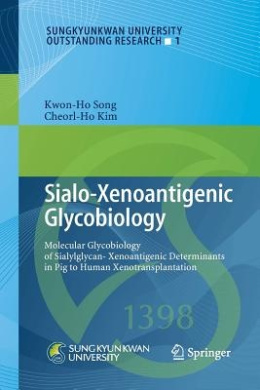 SUNGKYUNKWAN UNIVERSITY
OUTSTANDING RESEARCH ■ 1
Kwon-Ho Song
Cheorl-Ho Kim
Sialo-Xenoantigenic
Glycobiology
Molecular Glycobiology
of Sialylglycan- Xenoantigenic Determinants
in Pig to Human Xenotransplantation
1398
SUNG KYUN KWAN
UNIVERSITY
Springer